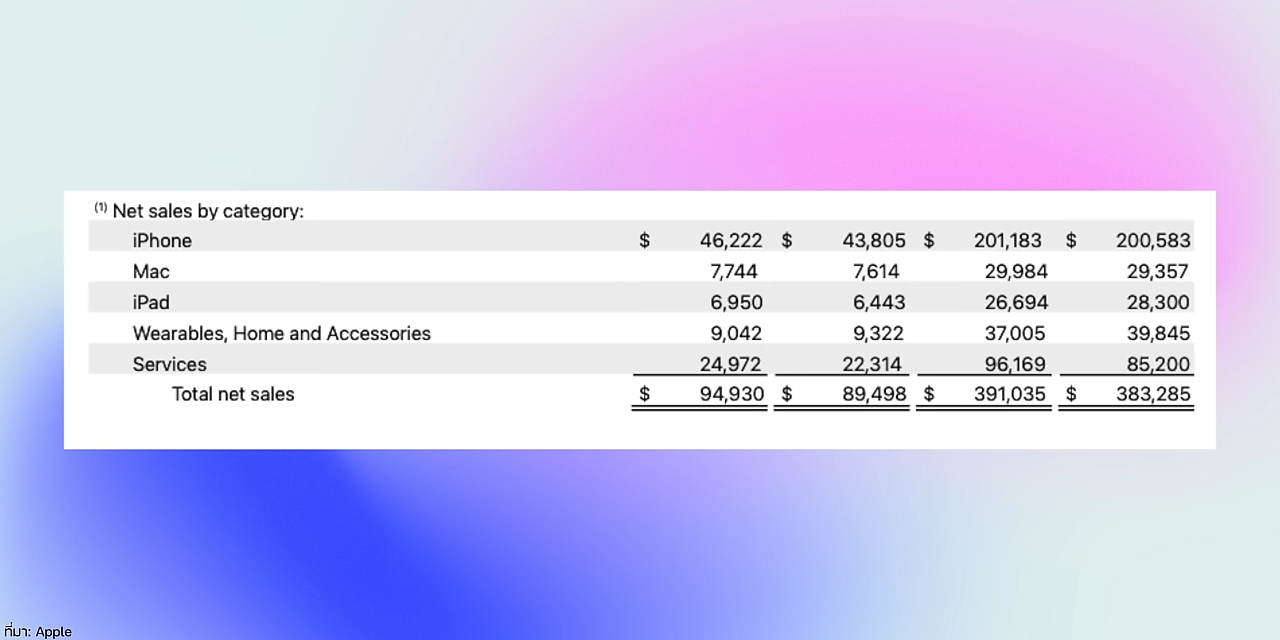 (1) Net sales by category:
iPhone $ 46,222 $ 43,805 $ 201,183 $ 200,583
Mac 7,744 7,614 29,984 29,357
iPad 6,950 6,443 26,694 28,300
Wearables, Home and Accessories 9,042 9,322 37,005 39,845
Services 24,972 22,314 96,169 85,200
Total net sales $ 94,930 $ 89,498 $ 391,035 $ 383,285
ที่มา: Apple